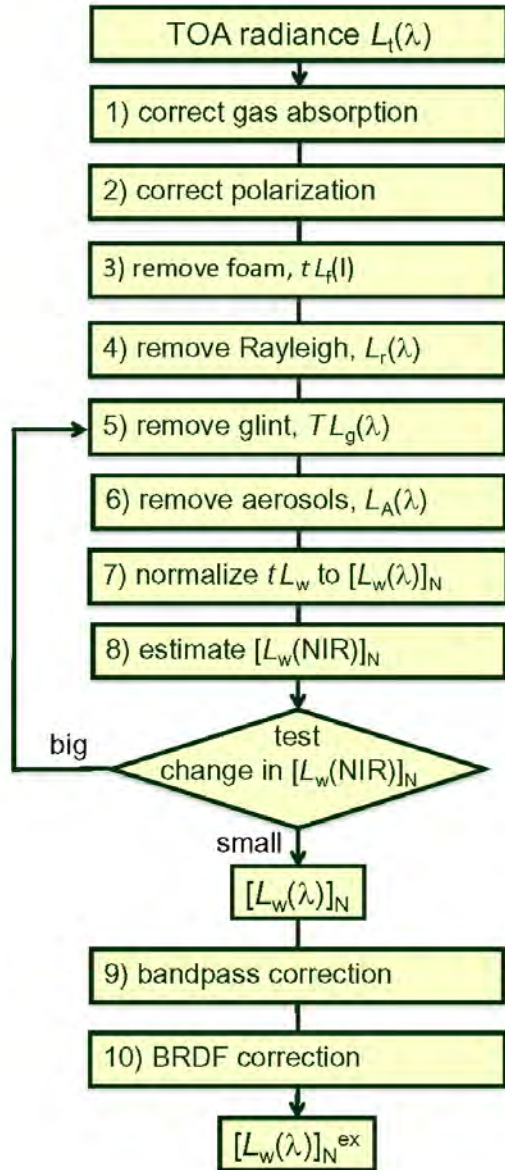 TOA radiance Lt(λ)
1) correct gas absorption
2) correct polarization
3) remove foam, t Lf(l)
4) remove Rayleigh, Lr(λ)
5) remove glint, T Lg(λ)
6) remove aerosols, LA(λ)
7) normalize t Lw to [Lw(λ)]N
8) estimate [Lw(NIR)]N
big
test
change in [Lw(NIR)]N
small
[Lw(λ)]N
9) bandpass correction
10) BRDF correction
[Lw(λ)]N^ex